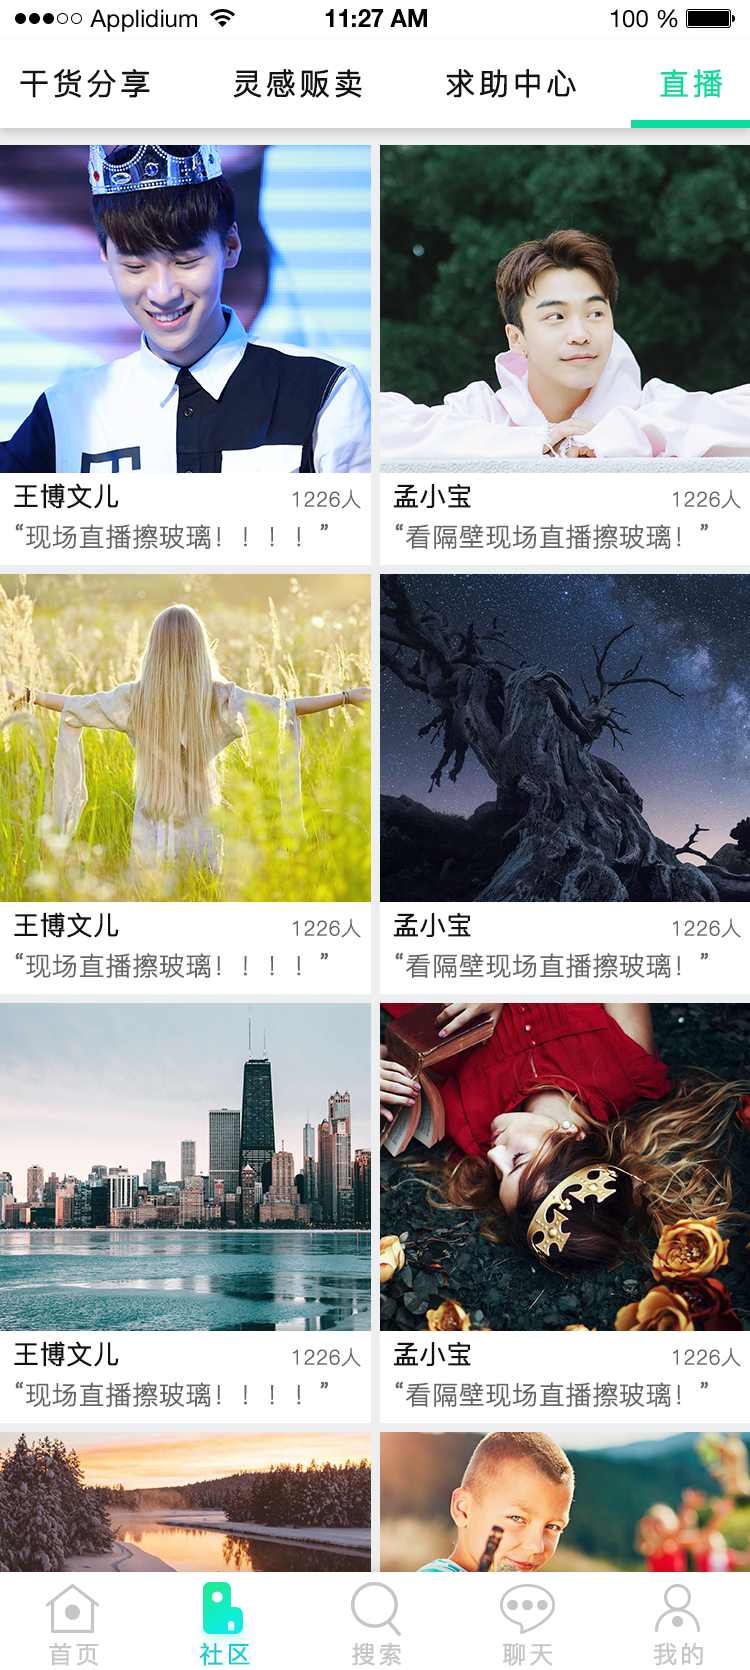 Applidium 11:27 AM 100 %
干货分享 灵感贩卖 求助中心 直播
王博文儿 1226人 孟小宝 1226人
“现场直播擦玻璃！！！！” “看隔壁现场直播擦玻璃！”
王博文儿 1226人 孟小宝 1226人
“现场直播擦玻璃！！！！” “看隔壁现场直播擦玻璃！”
王博文儿 1226人 孟小宝 1226人
“现场直播擦玻璃！！！！” “看隔壁现场直播擦玻璃！”
首页 社区 搜索 聊天 我的